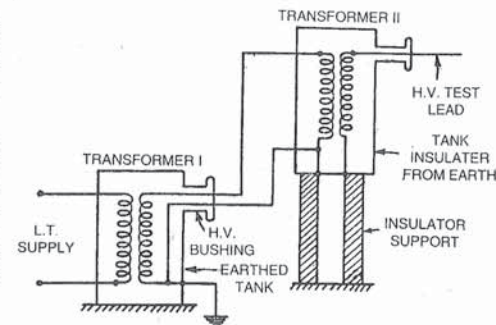 TRANSFORMER II
H.V. TEST
LEAD
TANK
INSULATER
FROM EARTH
INSULATOR
SUPPORT
TRANSFORMER I
L.T.
SUPPLY
H.V.
BUSHING
EARTHED
TANK